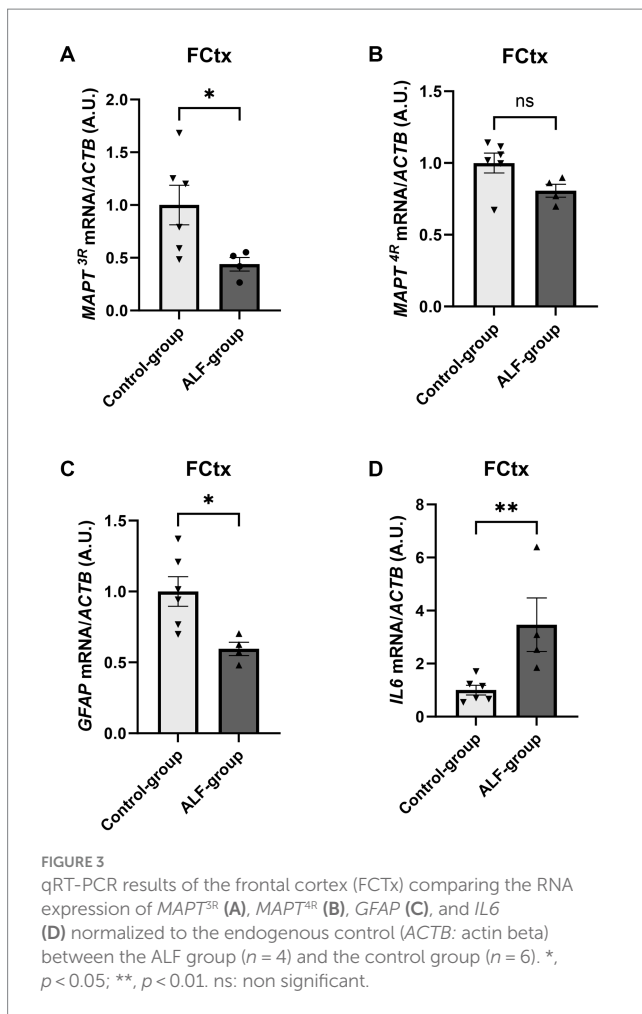 A
FCtx
*
MAPT 3R mRNA/ACTB (A.U.)
2.0
1.5
1.0
0.5
0.0
Control-group
ALF-group
B
FCtx
ns
MAPT 4R mRNA/ACTB (A.U.)
1.5
1.0
0.5
0.0
Control-group
ALF-group
C
FCtx
*
GFAP mRNA/ACTB (A.U.)
1.5
1.0
0.5
0.0
Control-group
ALF-group
D
FCtx
**
IL6 mRNA/ACTB (A.U.)
8
6
4
2
0
Control-group
ALF-group
FIGURE 3
qRT-PCR results of the frontal cortex (FCTx) comparing the RNA
expression of MAPT3R (A), MAPT4R (B), GFAP (C), and IL6
(D) normalized to the endogenous control (ACTB: actin beta)
between the ALF group (n = 4) and the control group (n = 6). *,
p < 0.05; **, p < 0.01. ns: non significant.